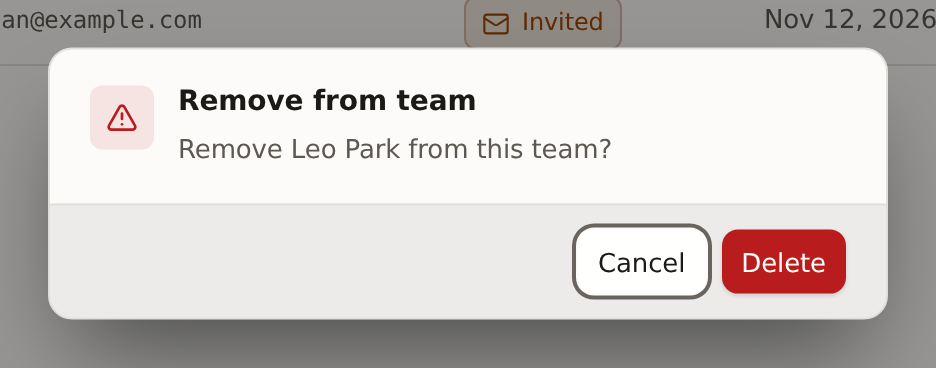 an@example.com Invited Nov 12, 2026
Remove from team
Remove Leo Park from this team?
Cancel Delete